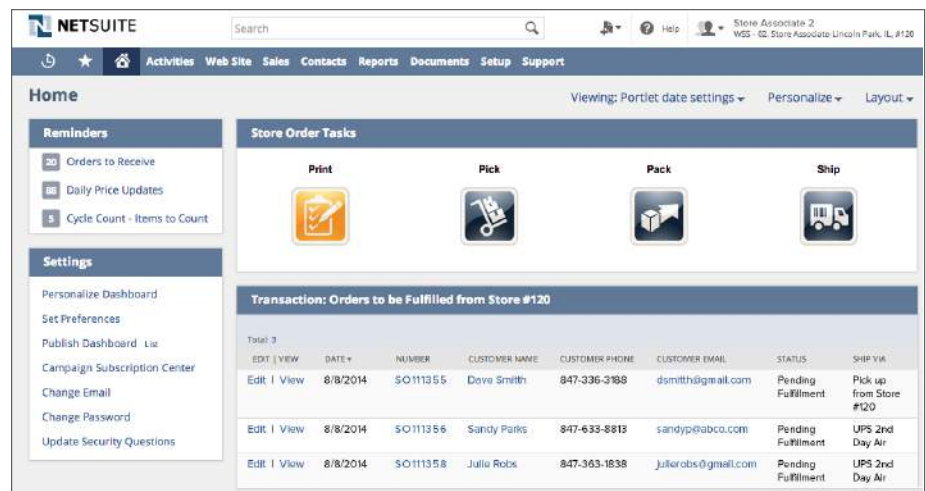 NETSUITE
Search
Help
Store Associate 2
WSS - 02. Store Associate Lincoln Park, IL, #120
Activities Web Site Sales Contacts Reports Documents Setup Support
Home
Viewing: Portlet date settings Personalize Layout
Reminders
20 Orders to Receive
Daily Price Updates
5 Cycle Count - Items to Count
Settings
Personalize Dashboard
Set Preferences
Publish Dashboard List
Campaign Subscription Center
Change Email
Change Password
Update Security Questions
Store Order Tasks
Print Pick Pack Ship
Transaction: Orders to be Fulfilled from Store #120
Total: 3
EDIT | VIEW DATE NUMBER CUSTOMER NAME CUSTOMER PHONE CUSTOMER EMAIL STATUS SHIP VIA
Edit | View 8/8/2014 SO111355 Dave Smitth 847-336-3188 dsmitth@gmail.com Pending Pick up
Fulfillment from Store
#120
Edit | View 8/8/2014 SO111356 Sandy Parks 847-633-8813 sandyp@abco.com Pending UPS 2nd
Fulfillment Day Air
Edit | View 8/8/2014 SO111358 Julie Robs 847-363-1838 julierobs@gmail.com Pending UPS 2nd
Fulfillment Day Air